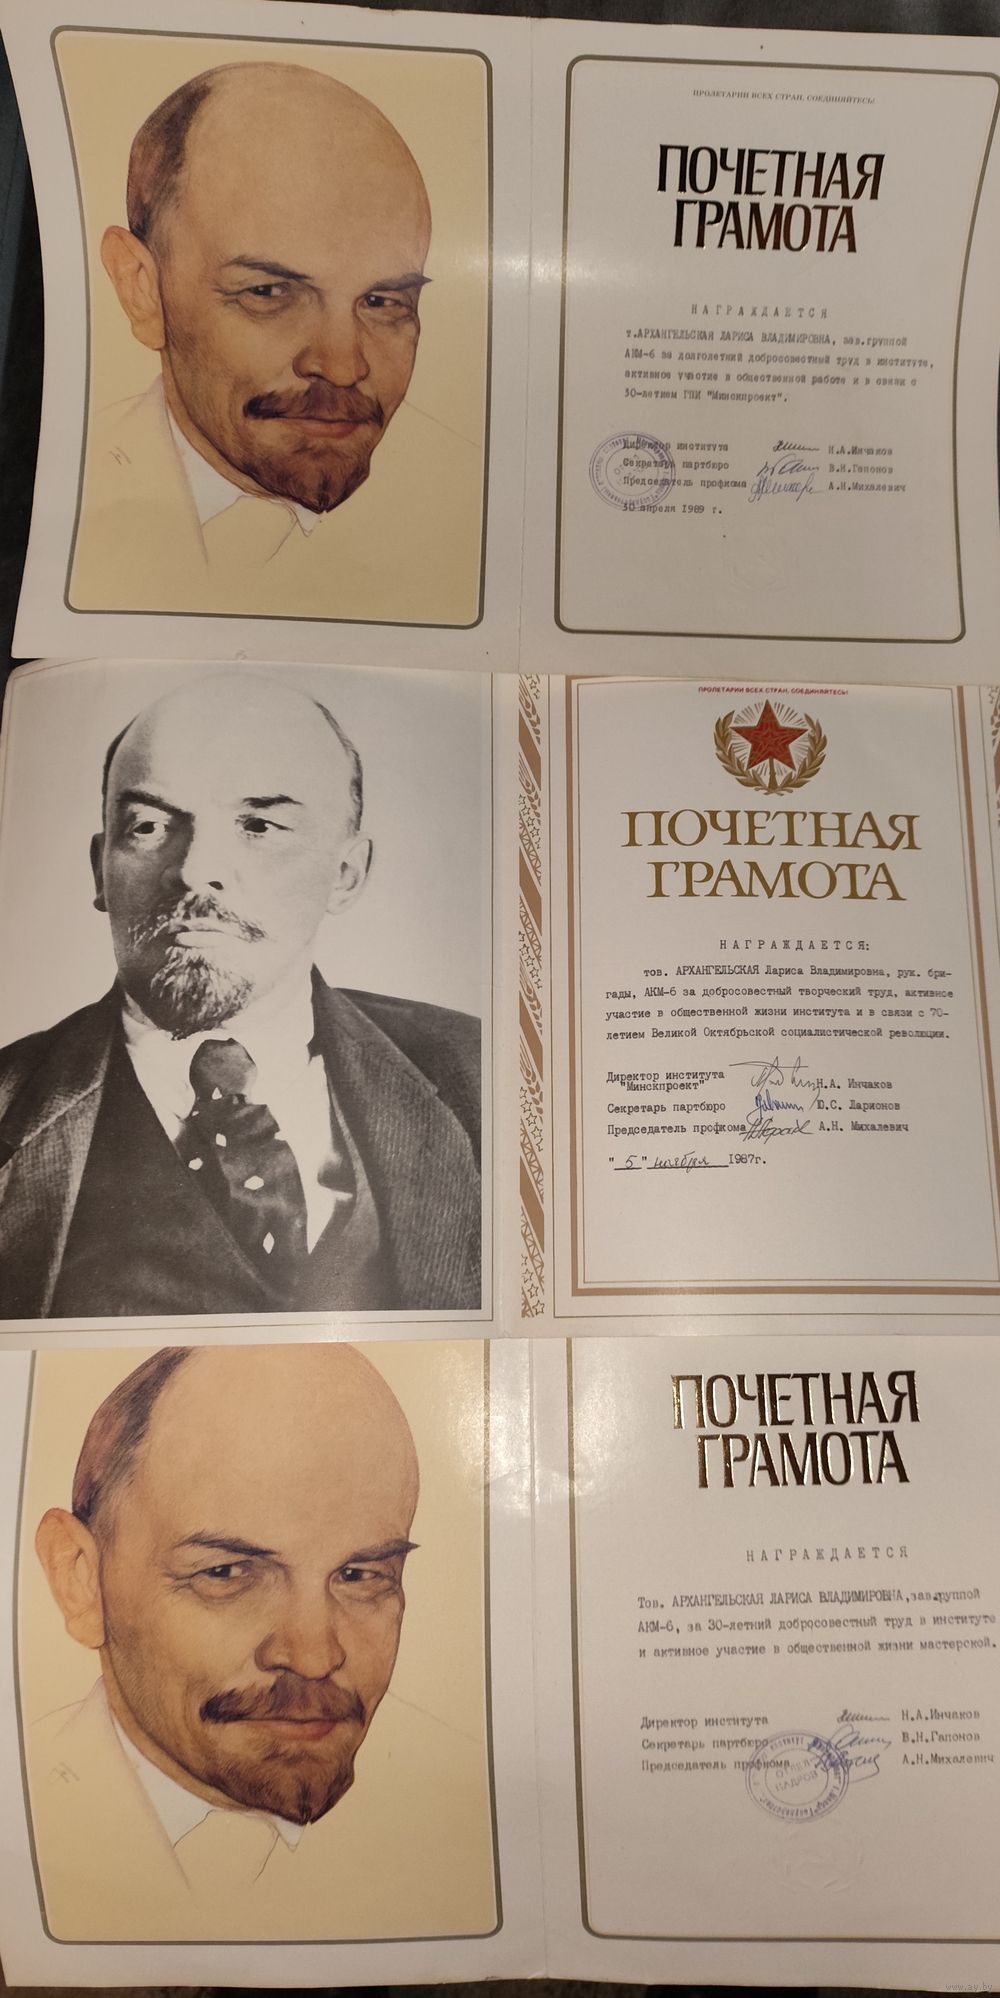 ПРОЛЕТАРИИ ВСЕХ СТРАН, СОЕДИНЯЙТЕСЬ!
ПОЧЕТНАЯ
ГРАМОТА
НАГРАЖДАЕТСЯ
т.АРХАНГЕЛЬСКАЯ ЛАРИСА ВЛАДИМИРОВНА, зав.группой
АКМ-6 за долголетний добросовестный труд в институте,
активное участие в общественной работе и в связи с
30-летием ГПИ "Минскпроект".
Директор института Н.А.Инчаков
Секретарь партбюро В.Н.Гапонов
Председатель профкома А.Н.Михалевич
30 апреля 1989 г.
ПРОЛЕТАРИИ ВСЕХ СТРАН, СОЕДИНЯЙТЕСЬ!
ПОЧЕТНАЯ
ГРАМОТА
НАГРАЖДАЕТСЯ:
тов. АРХАНГЕЛЬСКАЯ Лариса Владимировна, рук. бри-
гады, АКМ-6 за добросовестный творческий труд, активное
участие в общественной жизни института и в связи с 70-
летием Великой Октябрьской социалистической революции.
Директор института
"Минскпроект" Н.А. Инчаков
Секретарь партбюро Ю.С. Ларионов
Председатель профкома А.Н. Михалевич
"5" ноября 1987г.
ПОЧЕТНАЯ
ГРАМОТА
НАГРАЖДАЕТСЯ
Тов. АРХАНГЕЛЬСКАЯ ЛАРИСА ВЛАДИМИРОВНА,зав.группой
АКМ-6, за 30-летний добросовестный труд в институте
и активное участие в общественной жизни мастерской.
Директор института Н.А.Инчаков
Секретарь партбюро В.Н.Гапонов
Председатель профкома А.Н.Михалевич
ОТДЕЛ
КАДРОВ
www.ay.by